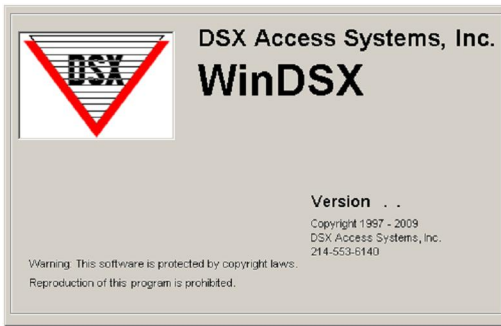 DSX
DSX Access Systems, Inc.
WinDSX
Version . .
Copyright 1997 - 2009
DSX Access Systems, Inc.
214-553-6140
Warning: This software is protected by copyright laws.
Reproduction of this program is prohibited.